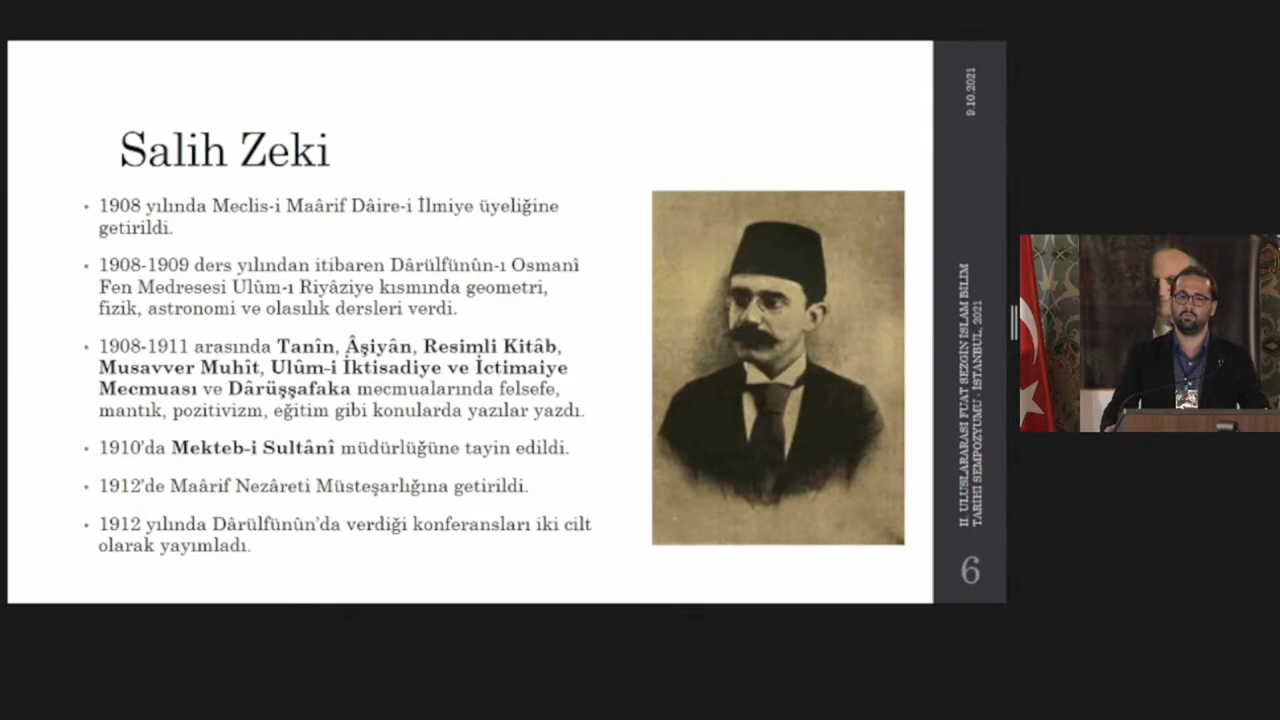 Salih Zeki
• 1908 yılında Meclis-i Maârif Dâire-i İlmiye üyeliğine
getirildi.
• 1908-1909 ders yılından itibaren Dârülfünûn-ı Osmanî
Fen Medresesi Ulûm-ı Riyâziye kısmında geometri,
fizik, astronomi ve olasılık dersleri verdi.
• 1908-1911 arasında Tanîn, Âşiyân, Resimli Kitâb,
Musavver Muhît, Ulûm-i İktisadiye ve İctimaiye
Mecmuası ve Dârüşşafaka mecmualarında felsefe,
mantık, pozitivizm, eğitim gibi konularda yazılar yazdı.
• 1910’da Mekteb-i Sultânî müdürlüğüne tayin edildi.
• 1912’de Maârif Nezâreti Müsteşarlığına getirildi.
• 1912 yılında Dârülfünûn’da verdiği konferansları iki cilt
olarak yayımladı.
9.10.2021
II. ULUSLARARASI FUAT SEZGİN İSLAM BİLİM
TARİHİ SEMPOZYUMU - İSTANBUL, 2021
6